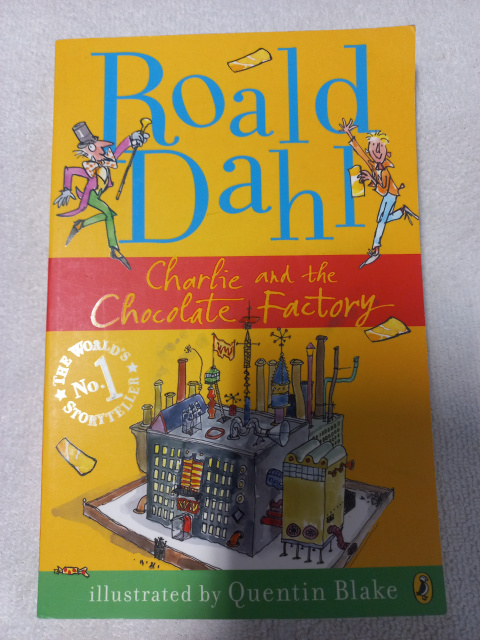 Roald
Dahl
Charlie and the
Chocolate Factory
THE WORLD'S
No. 1
STORYTELLER
illustrated by Quentin Blake